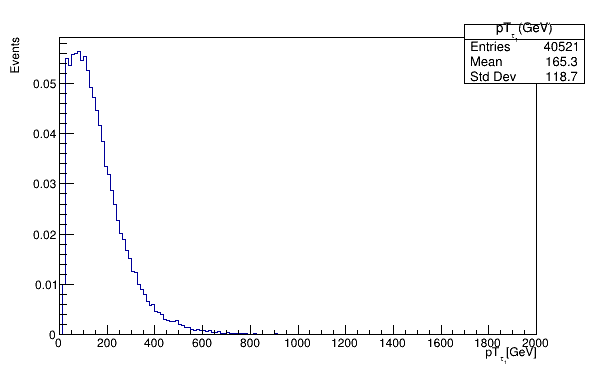 pT_τ₁(GeV)
Entries 40521
Mean 165.3
Std Dev 118.7
Events
0.05
0.04
0.03
0.02
0.01
0
0 200 400 600 800 1000 1200 1400 1600 1800 2000
pT_τ₁[GeV]